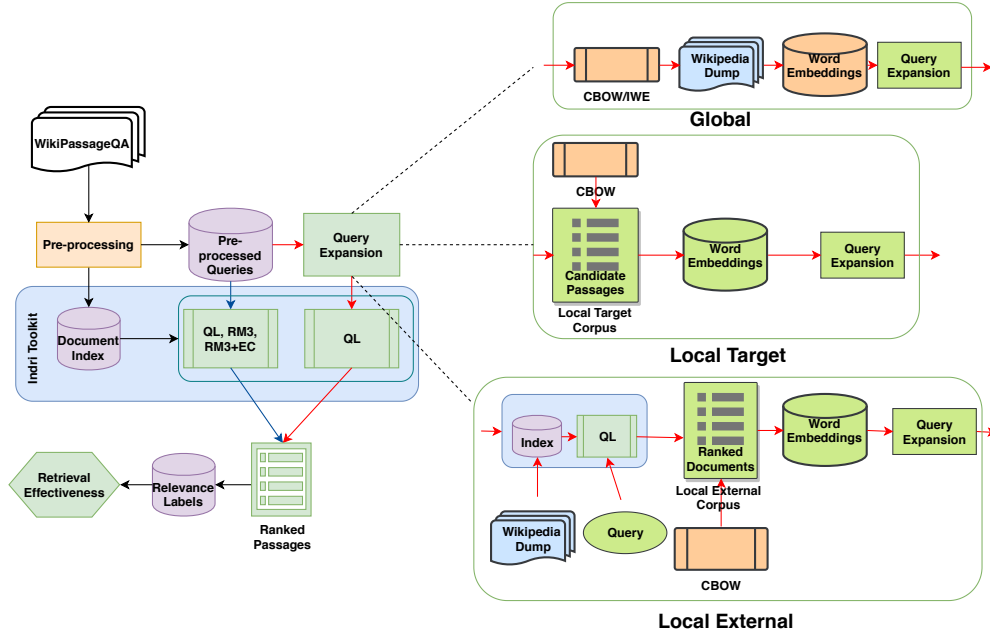 WikiPassageQA
Pre-processing
Pre-
processed
Queries
Query
Expansion
Indri Toolkit
Document
Index
QL, RM3,
RM3+EC
QL
Retrieval
Effectiveness
Relevance
Labels
Ranked
Passages
CBOW/IWE
Wikipedia
Dump
Word
Embeddings
Query
Expansion
Global
CBOW
Candidate
Passages
Local Target
Corpus
Word
Embeddings
Query
Expansion
Local Target
Index
QL
Ranked
Documents
Local External
Corpus
Word
Embeddings
Query
Expansion
Wikipedia
Dump
Query
CBOW
Local External